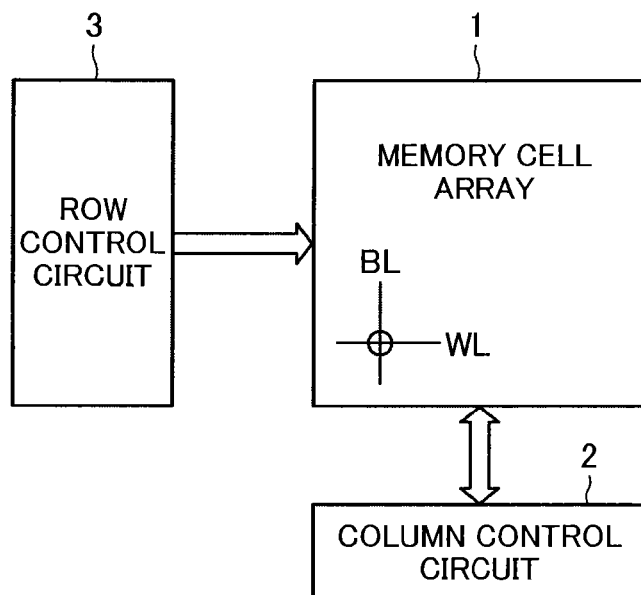 3
1
ROW
CONTROL
CIRCUIT
MEMORY CELL
ARRAY
BL
WL
2
COLUMN CONTROL
CIRCUIT